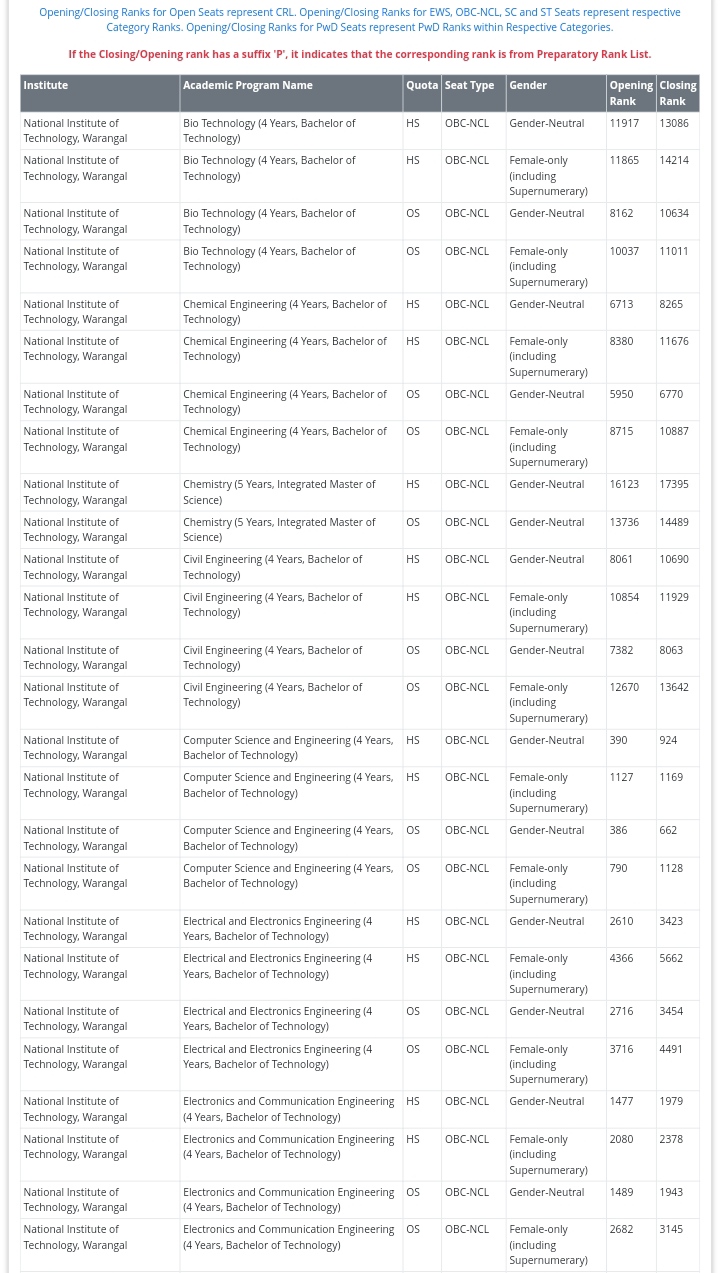 Opening/Closing Ranks for Open Seats represent CRL. Opening/Closing Ranks for EWS, OBC-NCL, SC and ST Seats represent respective
Category Ranks. Opening/Closing Ranks for PwD Seats represent PwD Ranks within Respective Categories.
If the Closing/Opening rank has a suffix 'P', it indicates that the corresponding rank is from Preparatory Rank List.
Institute Academic Program Name Quota Seat Type Gender Opening Closing
Rank Rank
National Institute of Bio Technology (4 Years, Bachelor of HS OBC-NCL Gender-Neutral 11917 13086
Technology, Warangal Technology)
National Institute of Bio Technology (4 Years, Bachelor of HS OBC-NCL Female-only 11865 14214
Technology, Warangal Technology) (including
Supernumerary)
National Institute of Bio Technology (4 Years, Bachelor of OS OBC-NCL Gender-Neutral 8162 10634
Technology, Warangal Technology)
National Institute of Bio Technology (4 Years, Bachelor of OS OBC-NCL Female-only 10037 11011
Technology, Warangal Technology) (including
Supernumerary)
National Institute of Chemical Engineering (4 Years, Bachelor of HS OBC-NCL Gender-Neutral 6713 8265
Technology, Warangal Technology)
National Institute of Chemical Engineering (4 Years, Bachelor of HS OBC-NCL Female-only 8380 11676
Technology, Warangal Technology) (including
Supernumerary)
National Institute of Chemical Engineering (4 Years, Bachelor of OS OBC-NCL Gender-Neutral 5950 6770
Technology, Warangal Technology)
National Institute of Chemical Engineering (4 Years, Bachelor of OS OBC-NCL Female-only 8715 10887
Technology, Warangal Technology) (including
Supernumerary)
National Institute of Chemistry (5 Years, Integrated Master of HS OBC-NCL Gender-Neutral 16123 17395
Technology, Warangal Science)
National Institute of Chemistry (5 Years, Integrated Master of OS OBC-NCL Gender-Neutral 13736 14489
Technology, Warangal Science)
National Institute of Civil Engineering (4 Years, Bachelor of HS OBC-NCL Gender-Neutral 8061 10690
Technology, Warangal Technology)
National Institute of Civil Engineering (4 Years, Bachelor of HS OBC-NCL Female-only 10854 11929
Technology, Warangal Technology) (including
Supernumerary)
National Institute of Civil Engineering (4 Years, Bachelor of OS OBC-NCL Gender-Neutral 7382 8063
Technology, Warangal Technology)
National Institute of Civil Engineering (4 Years, Bachelor of OS OBC-NCL Female-only 12670 13642
Technology, Warangal Technology) (including
Supernumerary)
National Institute of Computer Science and Engineering (4 Years, HS OBC-NCL Gender-Neutral 390 924
Technology, Warangal Bachelor of Technology)
National Institute of Computer Science and Engineering (4 Years, HS OBC-NCL Female-only 1127 1169
Technology, Warangal Bachelor of Technology) (including
Supernumerary)
National Institute of Computer Science and Engineering (4 Years, OS OBC-NCL Gender-Neutral 386 662
Technology, Warangal Bachelor of Technology)
National Institute of Computer Science and Engineering (4 Years, OS OBC-NCL Female-only 790 1128
Technology, Warangal Bachelor of Technology) (including
Supernumerary)
National Institute of Electrical and Electronics Engineering (4 HS OBC-NCL Gender-Neutral 2610 3423
Technology, Warangal Years, Bachelor of Technology)
National Institute of Electrical and Electronics Engineering (4 HS OBC-NCL Female-only 4366 5662
Technology, Warangal Years, Bachelor of Technology) (including
Supernumerary)
National Institute of Electrical and Electronics Engineering (4 OS OBC-NCL Gender-Neutral 2716 3454
Technology, Warangal Years, Bachelor of Technology)
National Institute of Electrical and Electronics Engineering (4 OS OBC-NCL Female-only 3716 4491
Technology, Warangal Years, Bachelor of Technology) (including
Supernumerary)
National Institute of Electronics and Communication Engineering HS OBC-NCL Gender-Neutral 1477 1979
Technology, Warangal (4 Years, Bachelor of Technology)
National Institute of Electronics and Communication Engineering HS OBC-NCL Female-only 2080 2378
Technology, Warangal (4 Years, Bachelor of Technology) (including
Supernumerary)
National Institute of Electronics and Communication Engineering OS OBC-NCL Gender-Neutral 1489 1943
Technology, Warangal (4 Years, Bachelor of Technology)
National Institute of Electronics and Communication Engineering OS OBC-NCL Female-only 2682 3145
Technology, Warangal (4 Years, Bachelor of Technology) (including
Supernumerary)